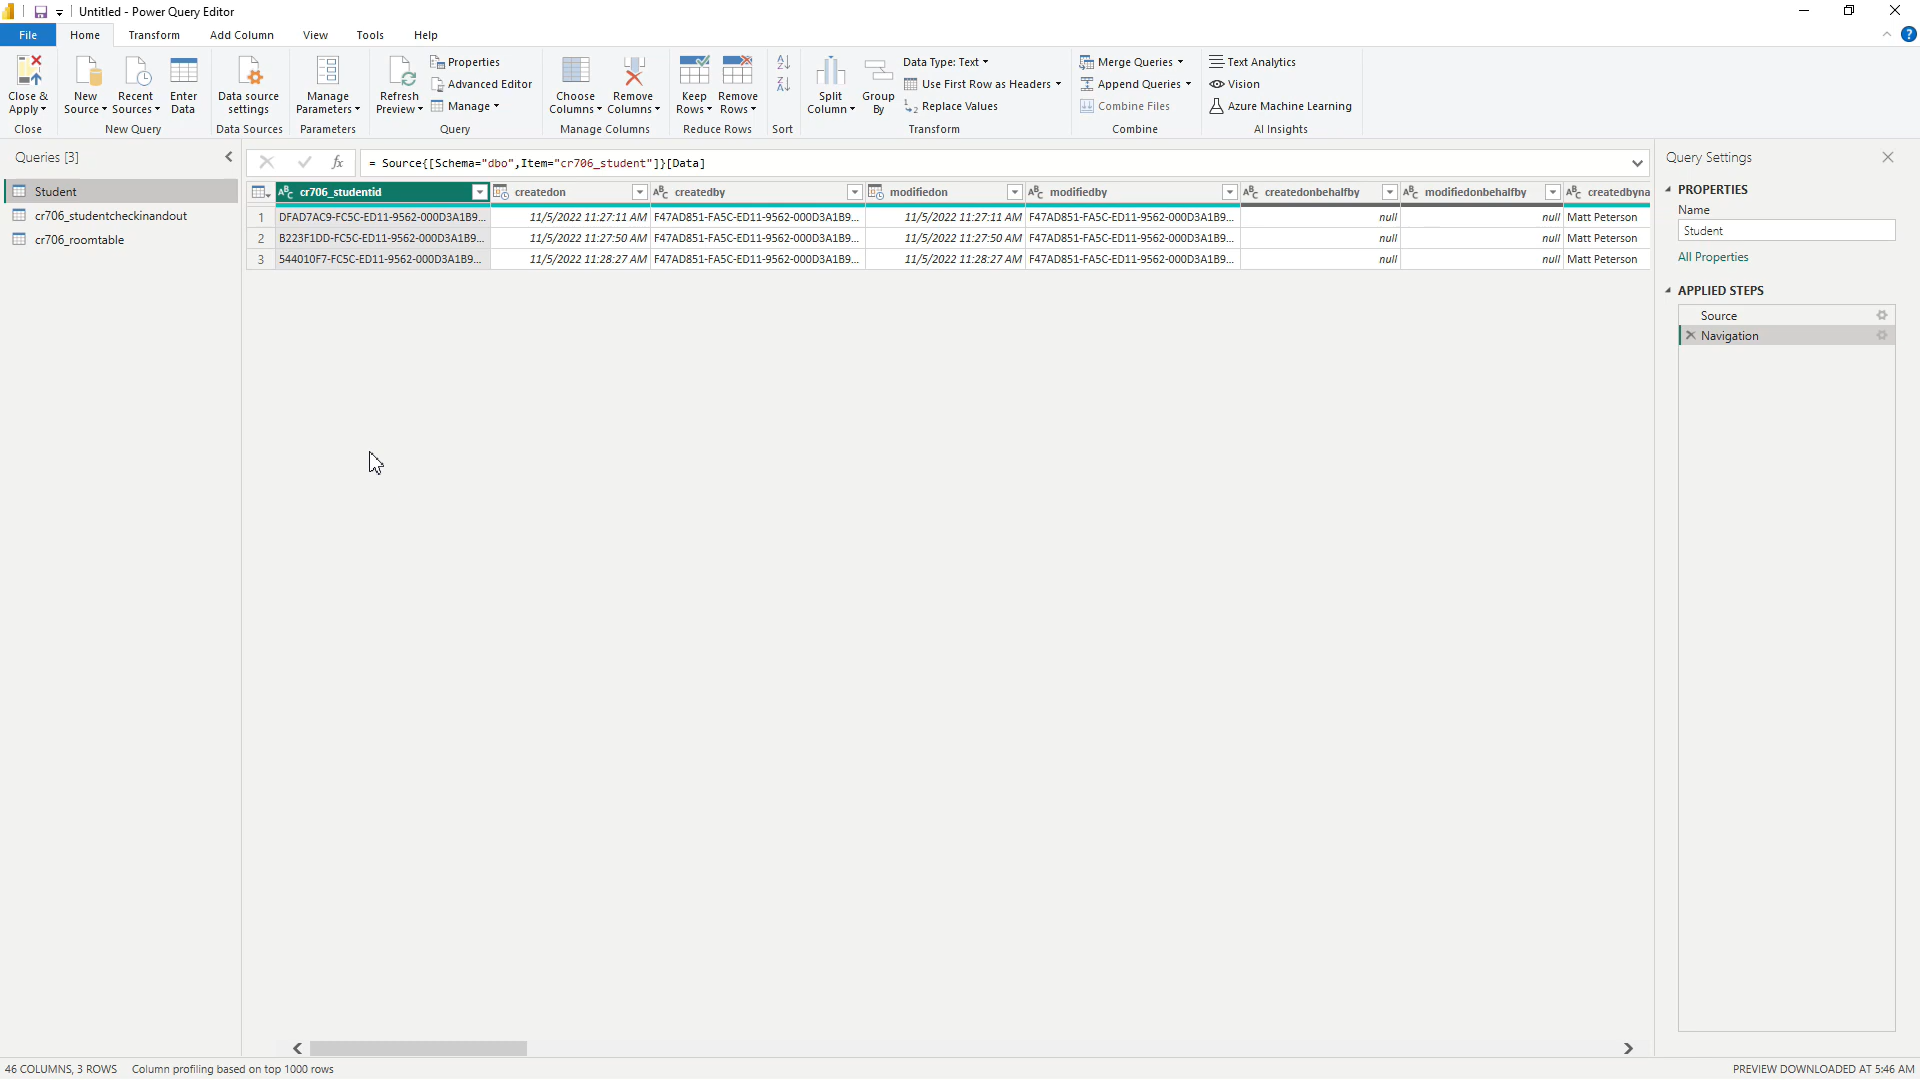 Untitled - Power Query Editor
File Home Transform Add Column View Tools Help
Close & Apply
New Source
Recent Sources
Enter Data
Data source settings
Manage Parameters
Refresh Preview
Properties
Advanced Editor
Manage
Choose Columns
Remove Columns
Keep Rows
Remove Rows
Split Column
Group By
Data Type: Text
Use First Row as Headers
Replace Values
Merge Queries
Append Queries
Combine Files
Text Analytics
Vision
Azure Machine Learning
Close New Query Data Sources Parameters Query Manage Columns Reduce Rows Sort Transform Combine AI Insights
Queries [3]
Student
cr706_studentcheckinandout
cr706_roomtable
= Source{[Schema="dbo",Item="cr706_student"]}[Data]
cr706_studentid createdon createdby modifiedon modifiedby createdonbehalfby modifiedonbehalfby createdbyna
1 DFAD7AC9-FC5C-ED11-9562-000D3A1B9... 11/5/2022 11:27:11 AM F47AD851-FA5C-ED11-9562-000D3A1B9... 11/5/2022 11:27:11 AM F47AD851-FA5C-ED11-9562-000D3A1B9... null null Matt Peterson
2 B223F1DD-FC5C-ED11-9562-000D3A1B9... 11/5/2022 11:27:50 AM F47AD851-FA5C-ED11-9562-000D3A1B9... 11/5/2022 11:27:50 AM F47AD851-FA5C-ED11-9562-000D3A1B9... null null Matt Peterson
3 544010F7-FC5C-ED11-9562-000D3A1B9... 11/5/2022 11:28:27 AM F47AD851-FA5C-ED11-9562-000D3A1B9... 11/5/2022 11:28:27 AM F47AD851-FA5C-ED11-9562-000D3A1B9... null null Matt Peterson
Query Settings
PROPERTIES
Name
Student
All Properties
APPLIED STEPS
Source
Navigation
46 COLUMNS, 3 ROWS Column profiling based on top 1000 rows
PREVIEW DOWNLOADED AT 5:46 AM